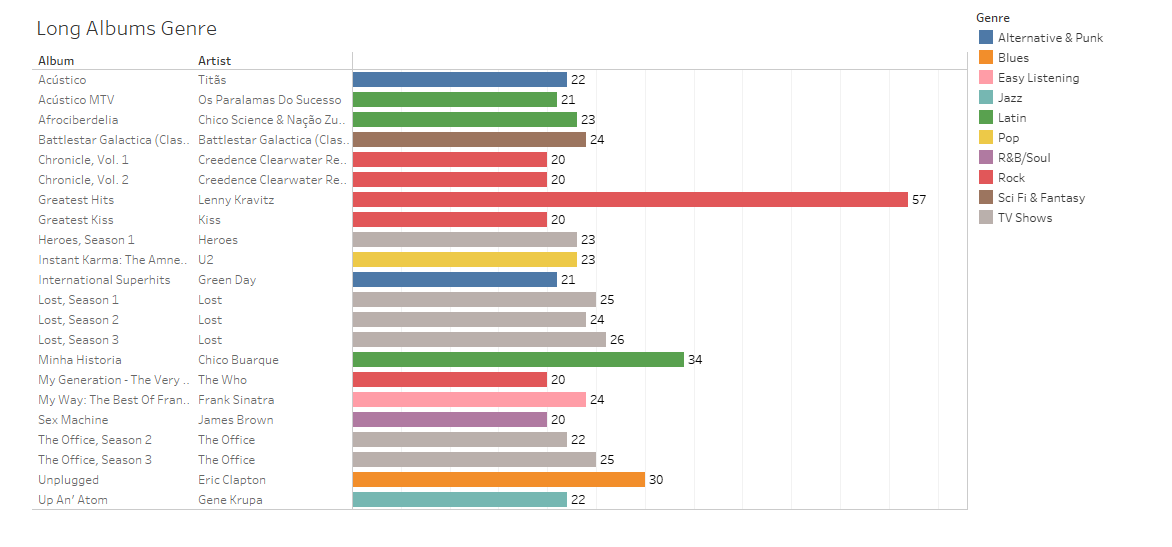 Long Albums Genre
Album Artist
Acústico Titãs 22
Acústico MTV Os Paralamas Do Sucesso 21
Afrociberdelia Chico Science & Nação Zu.. 23
Battlestar Galactica (Clas.. Battlestar Galactica (Clas.. 24
Chronicle, Vol. 1 Creedence Clearwater Re.. 20
Chronicle, Vol. 2 Creedence Clearwater Re.. 20
Greatest Hits Lenny Kravitz 57
Greatest Kiss Kiss 20
Heroes, Season 1 Heroes 23
Instant Karma: The Amne.. U2 23
International Superhits Green Day 21
Lost, Season 1 Lost 25
Lost, Season 2 Lost 24
Lost, Season 3 Lost 26
Minha Historia Chico Buarque 34
My Generation - The Very .. The Who 20
My Way: The Best Of Fran.. Frank Sinatra 24
Sex Machine James Brown 20
The Office, Season 2 The Office 22
The Office, Season 3 The Office 25
Unplugged Eric Clapton 30
Up An' Atom Gene Krupa 22
Genre
Alternative & Punk
Blues
Easy Listening
Jazz
Latin
Pop
R&B/Soul
Rock
Sci Fi & Fantasy
TV Shows